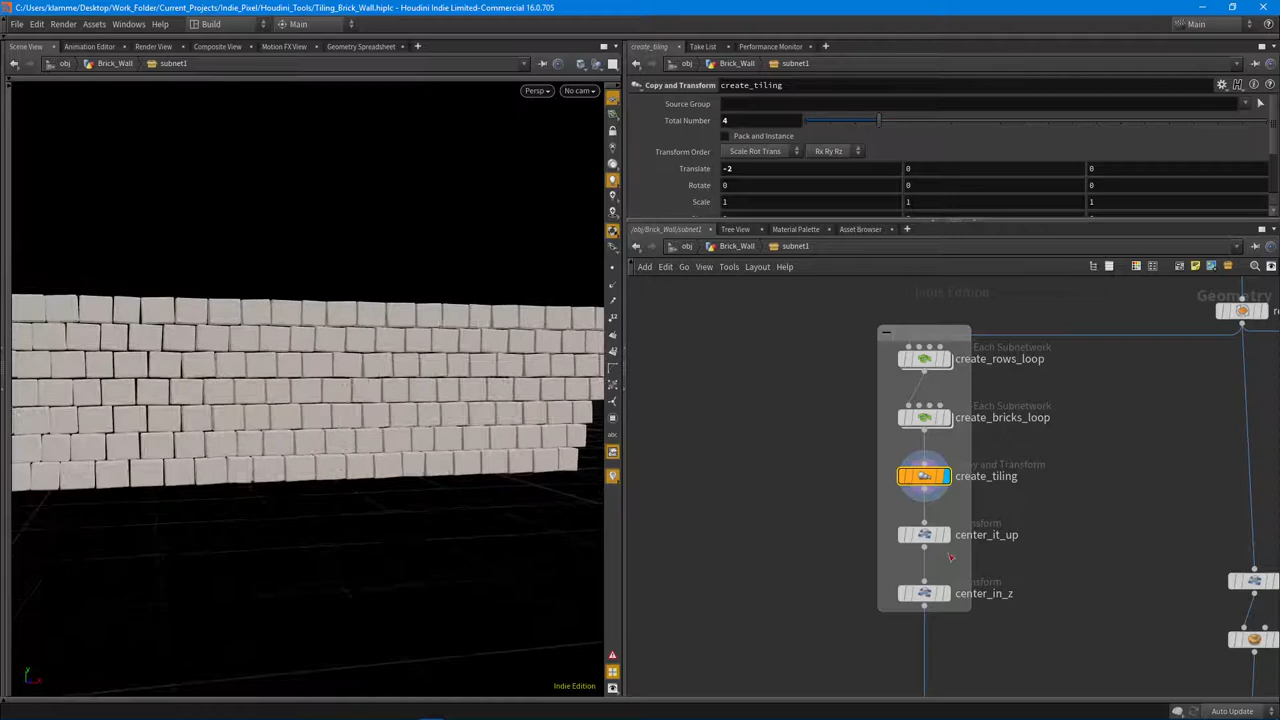 C:/Users/klamme/Desktop/Work_Folder/Current_Projects/Indie_Pixel/Houdini_Tools/Tiling_Brick_Wall.hiplc - Houdini Indie Limited-Commercial 16.0.705
File Edit Render Assets Windows Help Build Main Main
Scene View Animation Editor Render View Composite View Motion FX View Geometry Spreadsheet
create_tiling Take List Performance Monitor
obj Brick_Wall subnet1
obj Brick_Wall subnet1
Persp No cam
Copy and Transform create_tiling
Source Group
Total Number 4
Pack and Instance
Transform Order Scale Rot Trans Rx Ry Rz
Translate -2 0 0
Rotate 0 0 0
Scale 1 1 1
/obj/Brick_Wall/subnet1 Tree View Material Palette Asset Browser
obj Brick_Wall subnet1
Add Edit Go View Tools Layout Help
Indie Edition
Geometry
Each Subnetwork
create_rows_loop
Each Subnetwork
create_bricks_loop
Copy and Transform
create_tiling
center_it_up
center_in_z
abc
Indie Edition
Auto Update